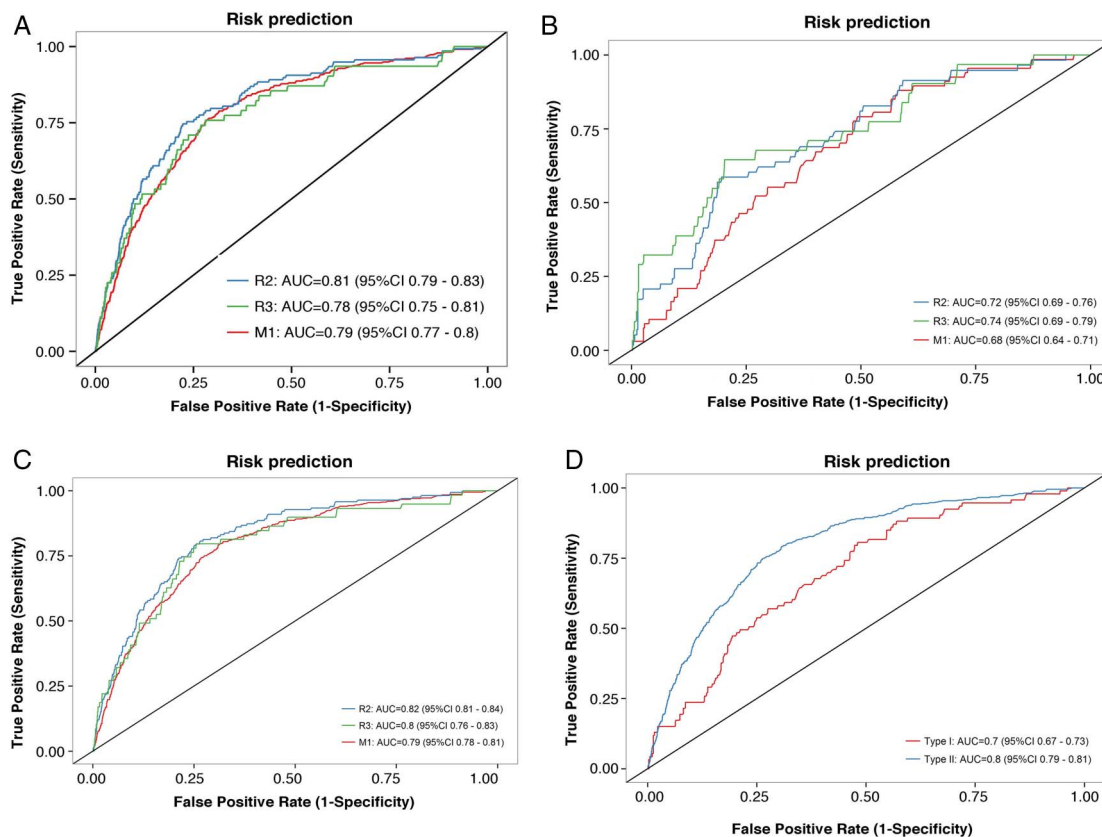 A
Risk prediction
True Positive Rate (Sensitivity)
1.00
0.75
0.50
0.25
0.00
R2: AUC=0.81 (95%CI 0.79 - 0.83)
R3: AUC=0.78 (95%CI 0.75 - 0.81)
M1: AUC=0.79 (95%CI 0.77 - 0.8)
0.00 0.25 0.50 0.75 1.00
False Positive Rate (1-Specificity)
B
Risk prediction
True Positive Rate (Sensitivity)
1.00
0.75
0.50
0.25
0.00
R2: AUC=0.72 (95%CI 0.69 - 0.76)
R3: AUC=0.74 (95%CI 0.69 - 0.79)
M1: AUC=0.68 (95%CI 0.64 - 0.71)
0.00 0.25 0.50 0.75 1.00
False Positive Rate (1-Specificity)
C
Risk prediction
True Positive Rate (Sensitivity)
1.00
0.75
0.50
0.25
0.00
R2: AUC=0.82 (95%CI 0.81 - 0.84)
R3: AUC=0.8 (95%CI 0.76 - 0.83)
M1: AUC=0.79 (95%CI 0.78 - 0.81)
0.00 0.25 0.50 0.75 1.00
False Positive Rate (1-Specificity)
D
Risk prediction
True Positive Rate (Sensitivity)
1.00
0.75
0.50
0.25
0.00
Type I: AUC=0.7 (95%CI 0.67 - 0.73)
Type II: AUC=0.8 (95%CI 0.79 - 0.81)
0.00 0.25 0.50 0.75 1.00
False Positive Rate (1-Specificity)